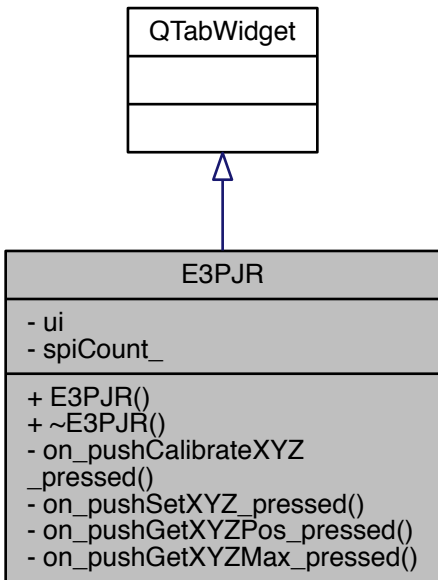 QTabWidget
E3PJR
- ui
- spiCount_
+ E3PJR()
+ ~E3PJR()
- on_pushCalibrateXYZ
_pressed()
- on_pushSetXYZ_pressed()
- on_pushGetXYZPos_pressed()
- on_pushGetXYZMax_pressed()